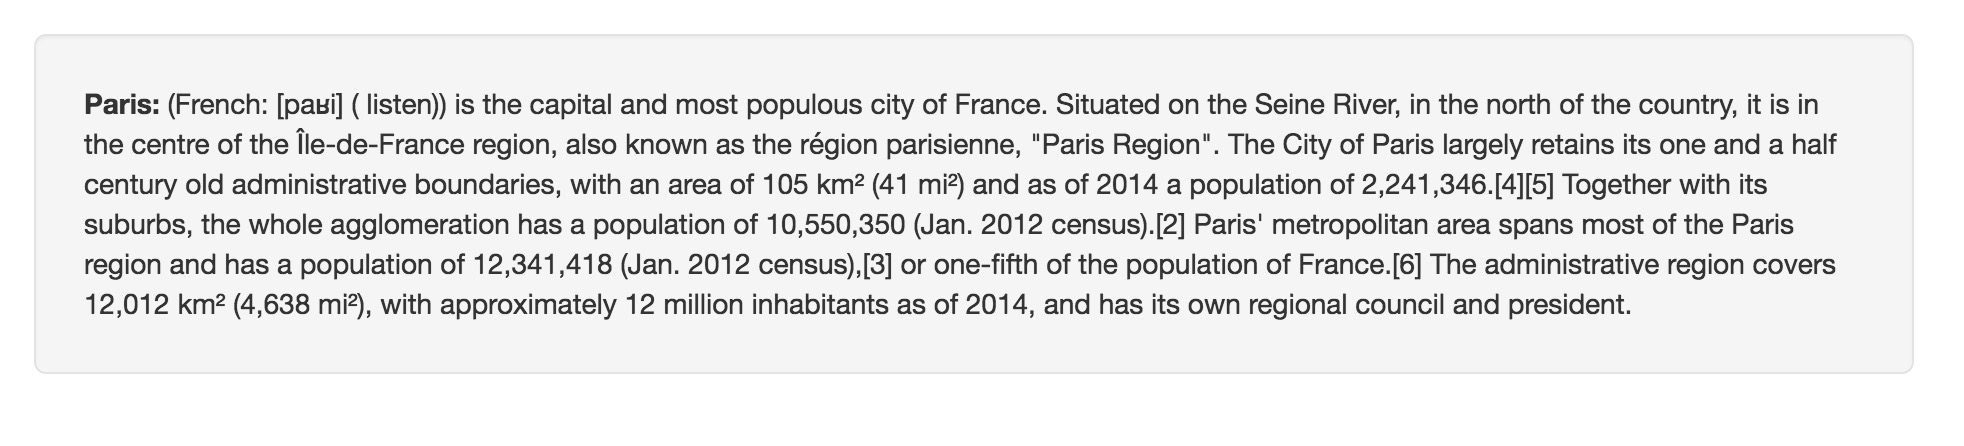 Paris: (French: [paʁi] ( listen)) is the capital and most populous city of France. Situated on the Seine River, in the north of the country, it is in
the centre of the Île-de-France region, also known as the région parisienne, "Paris Region". The City of Paris largely retains its one and a half
century old administrative boundaries, with an area of 105 km² (41 mi²) and as of 2014 a population of 2,241,346.[4][5] Together with its
suburbs, the whole agglomeration has a population of 10,550,350 (Jan. 2012 census).[2] Paris' metropolitan area spans most of the Paris
region and has a population of 12,341,418 (Jan. 2012 census),[3] or one-fifth of the population of France.[6] The administrative region covers
12,012 km² (4,638 mi²), with approximately 12 million inhabitants as of 2014, and has its own regional council and president.